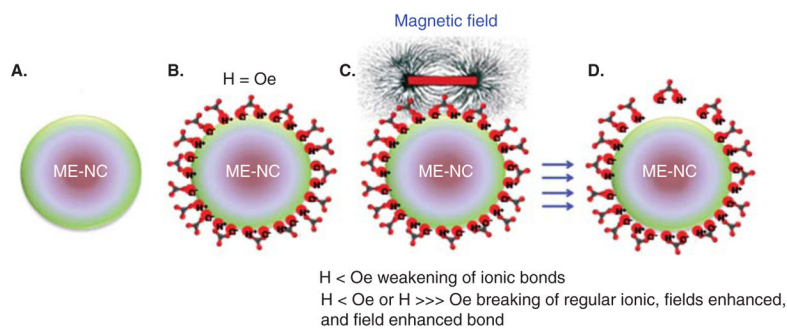 Magnetic field
A.
B.
C.
D.
H = Oe
ME-NC
ME-NC
ME-NC
ME-NC
H < Oe weakening of ionic bonds
H < Oe or H >>> Oe breaking of regular ionic, fields enhanced,
and field enhanced bond